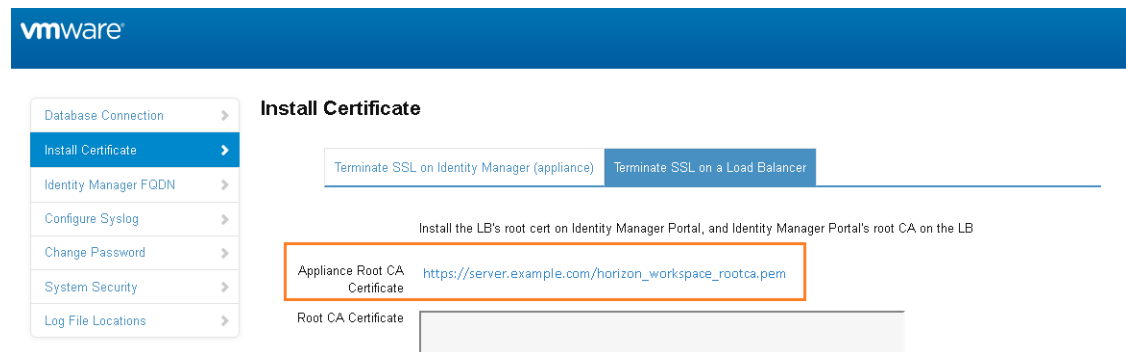 vmware
Database Connection
Install Certificate
Identity Manager FQDN
Configure Syslog
Change Password
System Security
Log File Locations
Install Certificate
Terminate SSL on Identity Manager (appliance)
Terminate SSL on a Load Balancer
Install the LB's root cert on Identity Manager Portal, and Identity Manager Portal's root CA on the LB
Appliance Root CA
Certificate
https://server.example.com/horizon_workspace_rootca.pem
Root CA Certificate